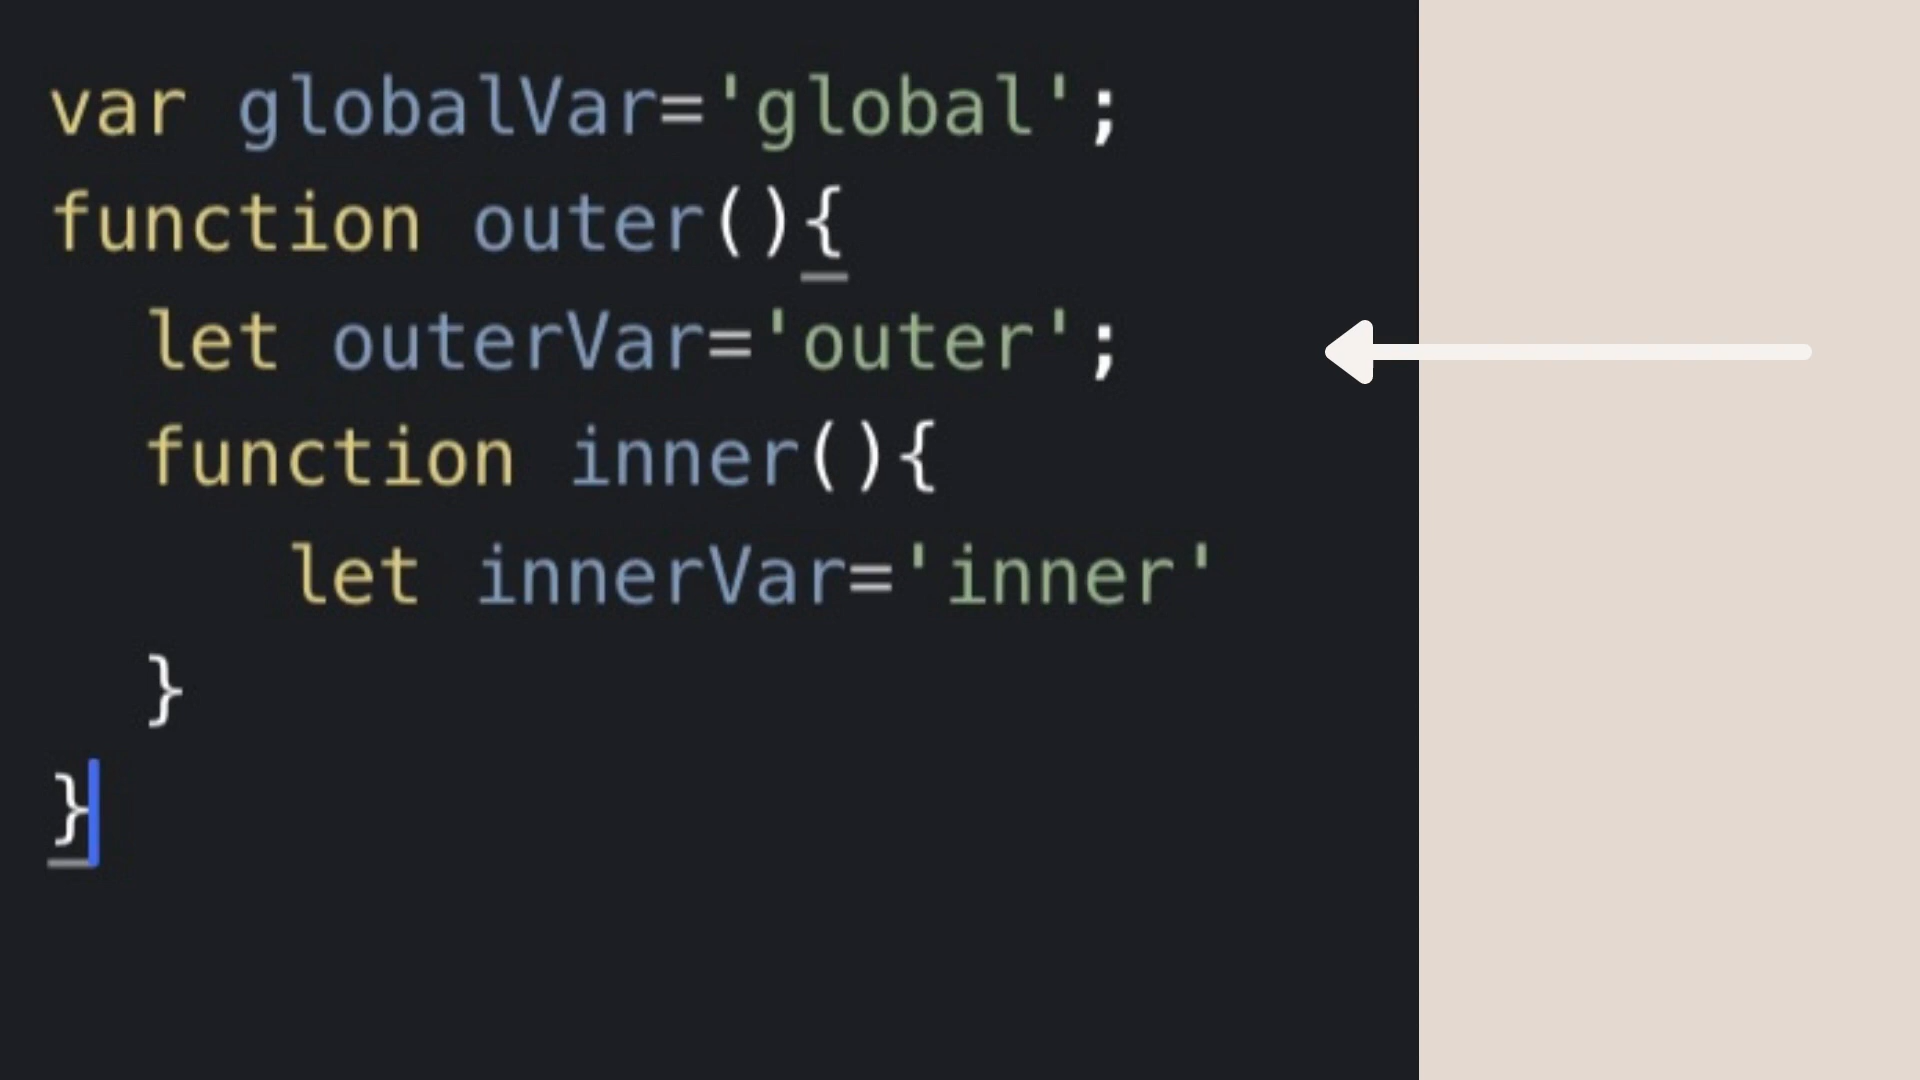 var globalVar='global';
function outer(){
  let outerVar='outer';
  function inner(){
     let innerVar='inner'
  }
}